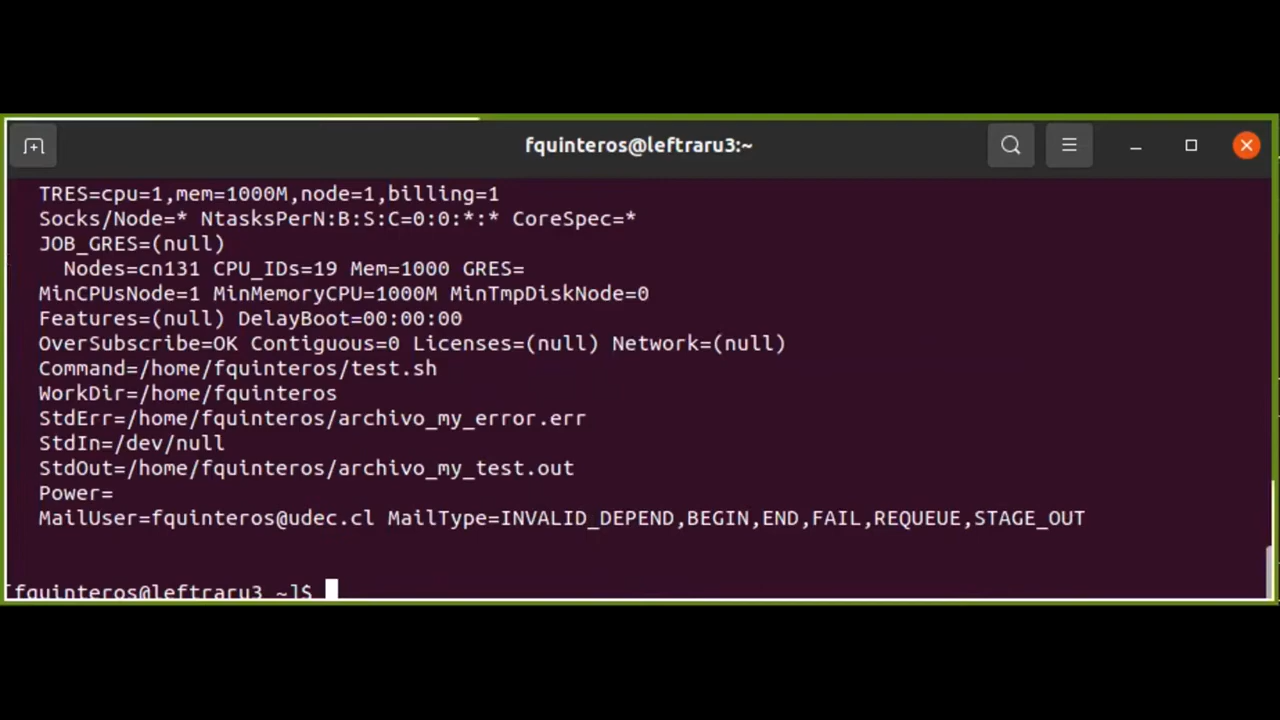 fquinteros@leftraru3:~
TRES=cpu=1,mem=1000M,node=1,billing=1
Socks/Node=* NtasksPerN:B:S:C=0:0:*:* CoreSpec=*
JOB_GRES=(null)
Nodes=cn131 CPU_IDs=19 Mem=1000 GRES=
MinCPUsNode=1 MinMemoryCPU=1000M MinTmpDiskNode=0
Features=(null) DelayBoot=00:00:00
OverSubscribe=OK Contiguous=0 Licenses=(null) Network=(null)
Command=/home/fquinteros/test.sh
WorkDir=/home/fquinteros
StdErr=/home/fquinteros/archivo_my_error.err
StdIn=/dev/null
StdOut=/home/fquinteros/archivo_my_test.out
Power=
MailUser=fquinteros@udec.cl MailType=INVALID_DEPEND,BEGIN,END,FAIL,REQUEUE,STAGE_OUT
[fquinteros@leftraru3 ~]$